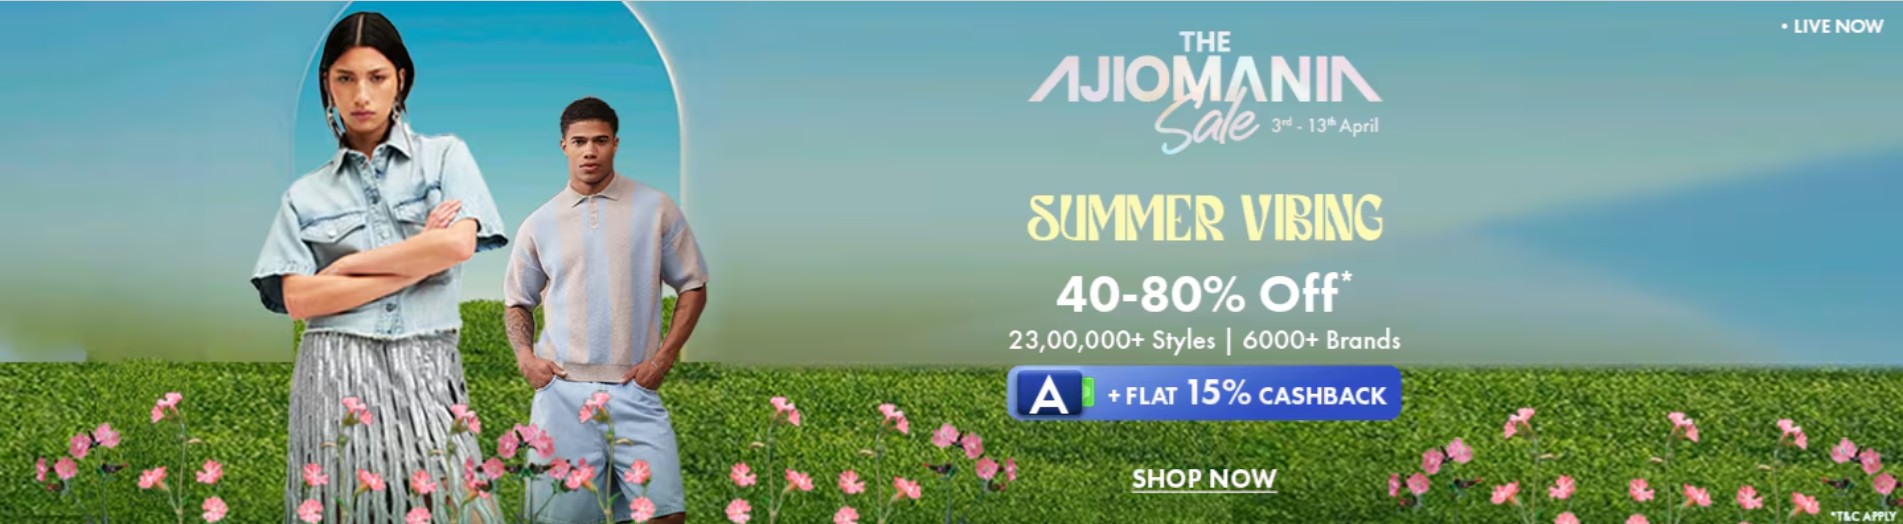 • LIVE NOW
THE
AJIOMANIA
Sale 3rd - 13th April
SUMMER VIBING
40-80% Off*
23,00,000+ Styles | 6000+ Brands
A + FLAT 15% CASHBACK
SHOP NOW
*T&C APPLY